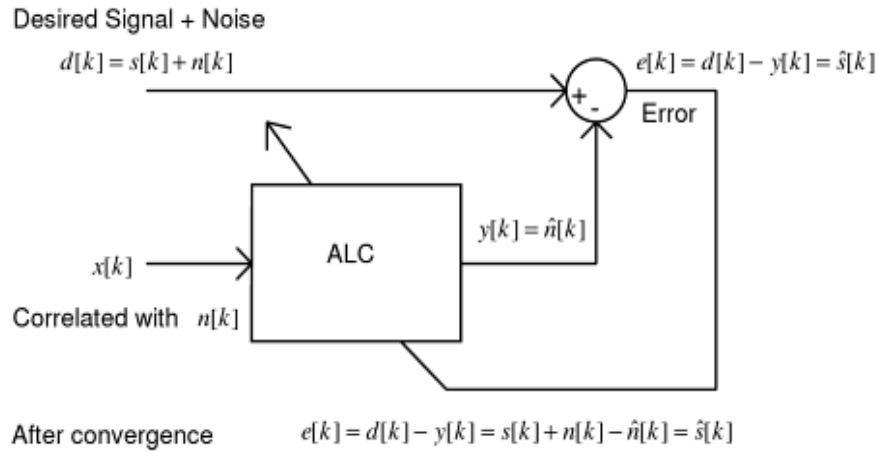 Desired Signal + Noise
d[k] = s[k] + n[k]
e[k] = d[k] − y[k] = ŝ[k]
+
-
Error
ALC
y[k] = n̂[k]
x[k]
Correlated with n[k]
After convergence e[k] = d[k] − y[k] = s[k] + n[k] − n̂[k] = ŝ[k]